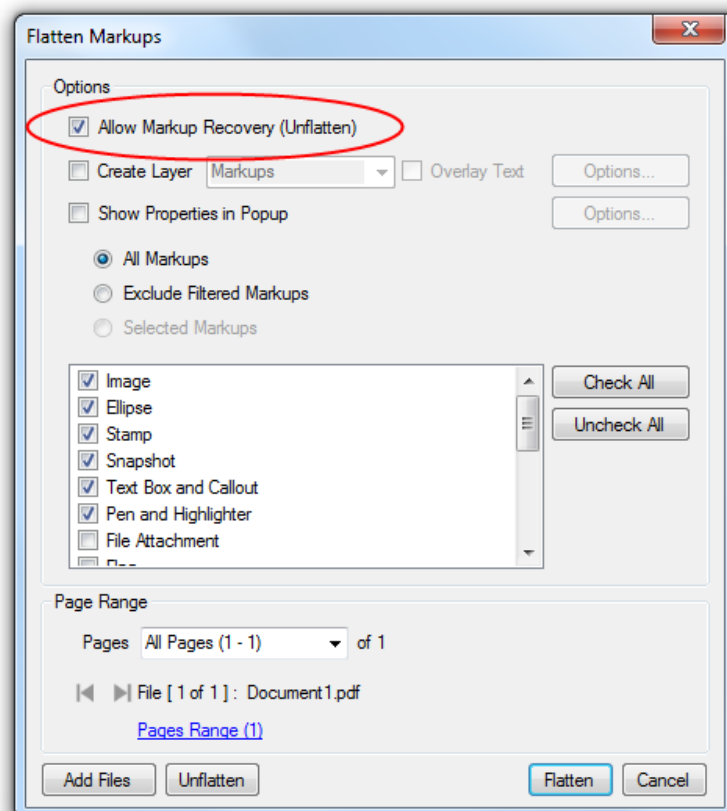 Flatten Markups
Options
Allow Markup Recovery (Unflatten)
Create Layer Markups Overlay Text Options...
Show Properties in Popup Options...
All Markups
Exclude Filtered Markups
Selected Markups
Image Check All
Ellipse
Stamp Uncheck All
Snapshot
Text Box and Callout
Pen and Highlighter
File Attachment
Page Range
Pages All Pages (1 - 1) of 1
File [ 1 of 1 ] : Document1.pdf
Pages Range (1)
Add Files Unflatten Flatten Cancel